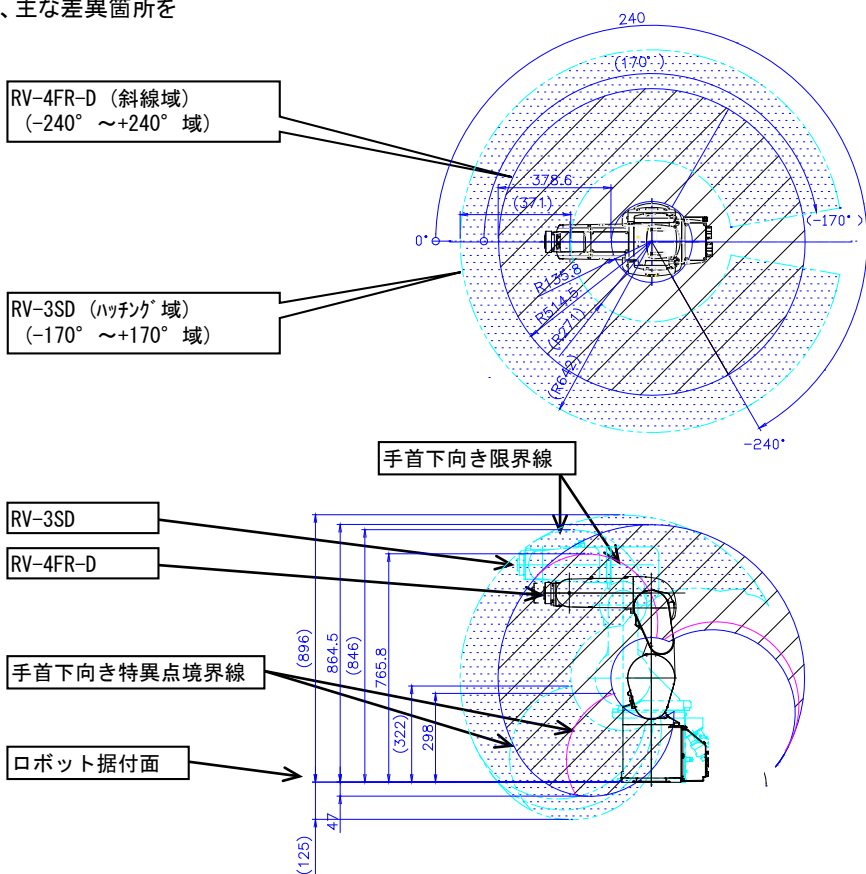 、主な差異箇所を
240
(170°)
RV-4FR-D (斜線域)
(-240° ～+240° 域)
378.6
(371)
(-170°)
0°
R135.8
R514.5
(R271)
(R642)
RV-3SD (ハッチング域)
(-170° ～+170° 域)
-240°
手首下向き限界線
RV-3SD
RV-4FR-D
(896)
864.5
(846)
765.8
(322)
298
手首下向き特異点境界線
ロボット据付面
47
(125)